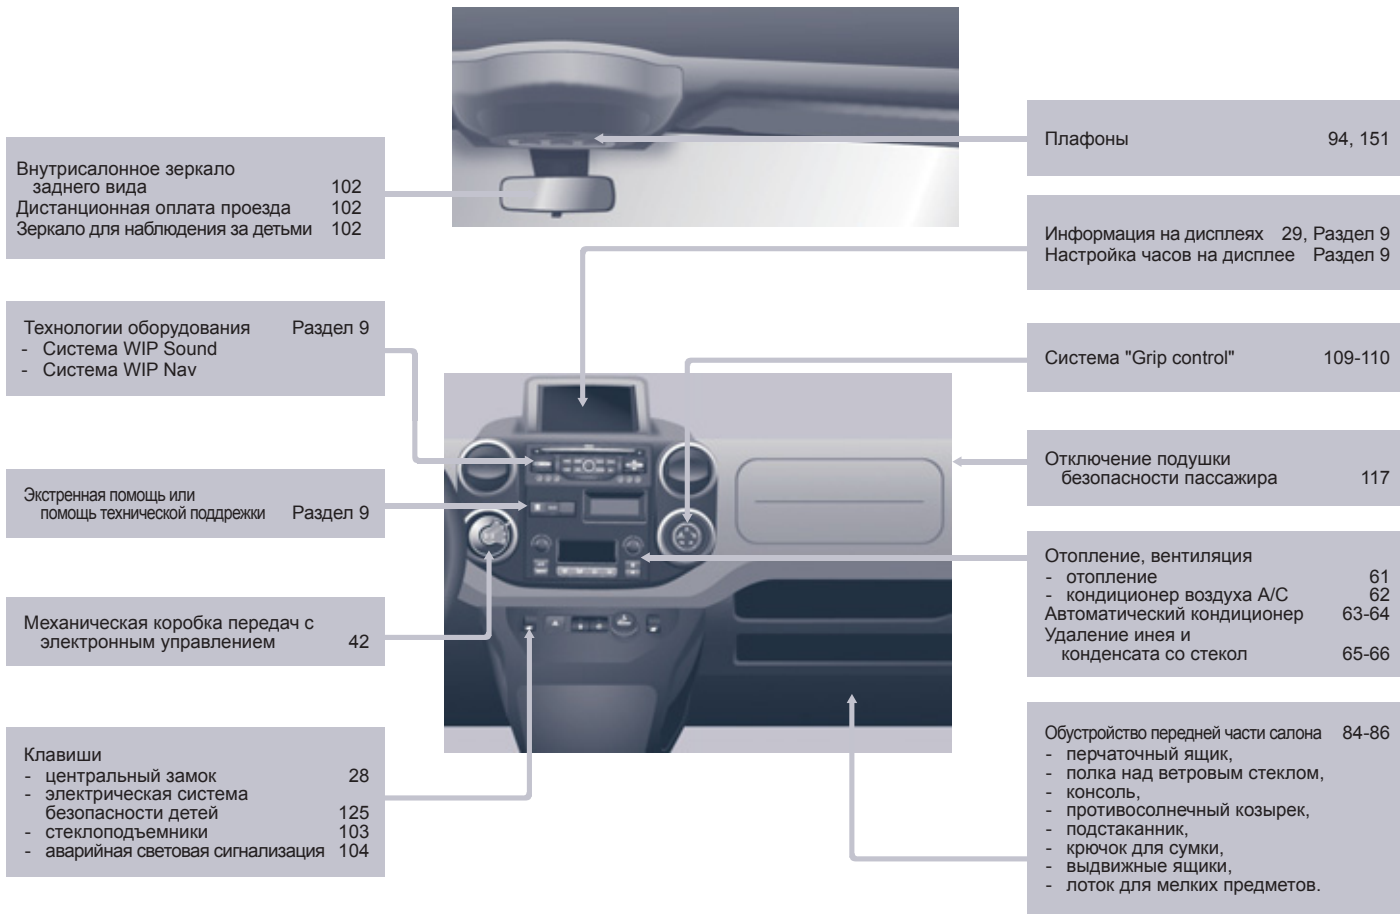 Внутрисалонное зеркало
заднего вида 102
Дистанционная оплата проезда 102
Зеркало для наблюдения за детьми 102
Технологии оборудования Раздел 9
- Система WIP Sound
- Система WIP Nav
Экстренная помощь или
помощь технической поддрежки Раздел 9
Механическая коробка передач с
электронным управлением 42
Клавиши
- центральный замок 28
- электрическая система
безопасности детей 125
- стеклоподъемники 103
- аварийная световая сигнализация 104
Плафоны 94, 151
Информация на дисплеях 29, Раздел 9
Настройка часов на дисплее Раздел 9
Система "Grip control" 109-110
Отключение подушки
безопасности пассажира 117
Отопление, вентиляция
- отопление 61
- кондиционер воздуха A/C 62
Автоматический кондиционер 63-64
Удаление инея и
конденсата со стекол 65-66
Обустройство передней части салона 84-86
- перчаточный ящик,
- полка над ветровым стеклом,
- консоль,
- противосолнечный козырек,
- подстаканник,
- крючок для сумки,
- выдвижные ящики,
- лоток для мелких предметов.